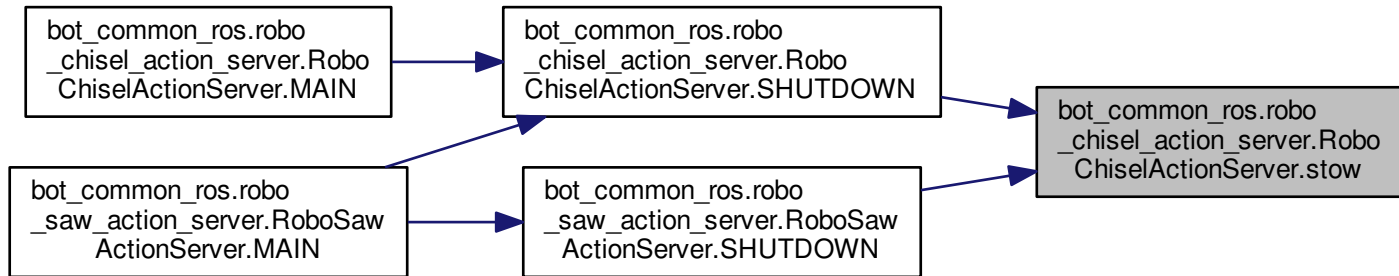 bot_common_ros.robo
_chisel_action_server.Robo
ChiselActionServer.MAIN
bot_common_ros.robo
_chisel_action_server.Robo
ChiselActionServer.SHUTDOWN
bot_common_ros.robo
_chisel_action_server.Robo
ChiselActionServer.stow
bot_common_ros.robo
_saw_action_server.RoboSaw
ActionServer.MAIN
bot_common_ros.robo
_saw_action_server.RoboSaw
ActionServer.SHUTDOWN